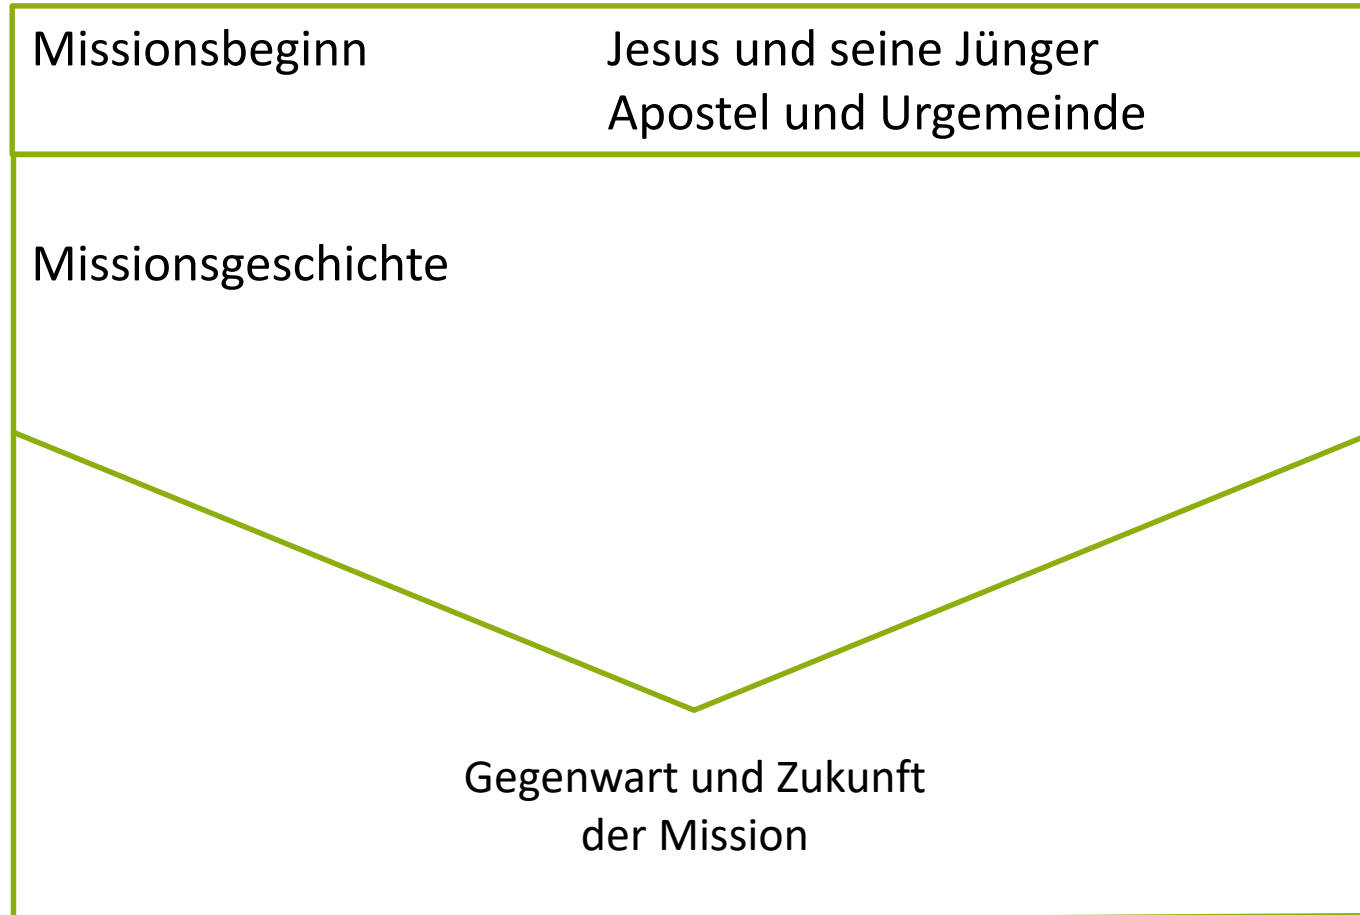 Missionsbeginn Jesus und seine Jünger
Apostel und Urgemeinde
Missionsgeschichte
Gegenwart und Zukunft
der Mission